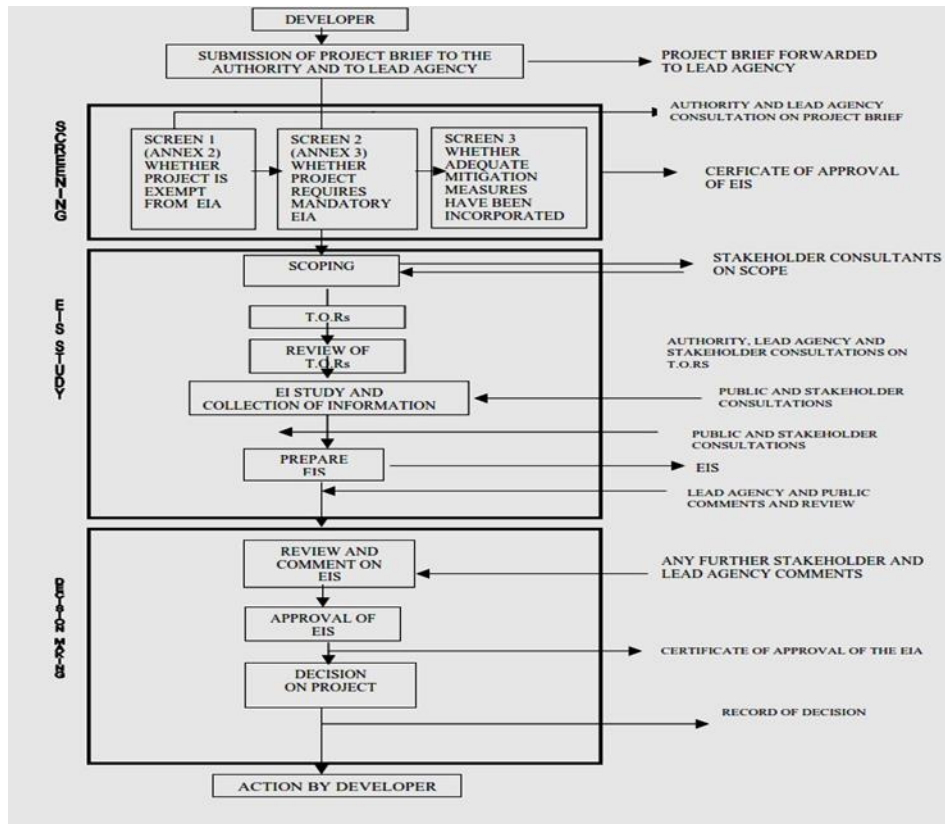 DEVELOPER
SUBMISSION OF PROJECT BRIEF TO THE
AUTHORITY AND TO LEAD AGENCY
PROJECT BRIEF FORWARDED
TO LEAD AGENCY
SCREENING
AUTHORITY AND LEAD AGENCY
CONSULTATION ON PROJECT BRIEF
SCREEN 1
(ANNEX 2)
WHETHER
PROJECT IS
EXEMPT
FROM EIA
SCREEN 2
(ANNEX 3)
WHETHER
PROJECT
REQUIRES
MANDATORY
EIA
SCREEN 3
WHETHER
ADEQUATE
MITIGATION
MEASURES
HAVE BEEN
INCORPORATED
CERFICATE OF APPROVAL
OF EIS
EIS STUDY
SCOPING
STAKEHOLDER CONSULTANTS
ON SCOPE
T.O.Rs
REVIEW OF
T.O.Rs
AUTHORITY, LEAD AGENCY AND
STAKEHOLDER CONSULTATIONS ON
T.O.RS
EI STUDY AND
COLLECTION OF INFORMATION
PUBLIC AND STAKEHOLDER
CONSULTATIONS
PUBLIC AND STAKEHOLDER
CONSULTATIONS
PREPARE
EIS
EIS
LEAD AGENCY AND PUBLIC
COMMENTS AND REVIEW
DECISION MAKING
REVIEW AND
COMMENT ON
EIS
ANY FURTHER STAKEHOLDER AND
LEAD AGENCY COMMENTS
APPROVAL OF
EIS
CERTIFICATE OF APPROVAL OF THE EIA
DECISION
ON PROJECT
RECORD OF DECISION
ACTION BY DEVELOPER